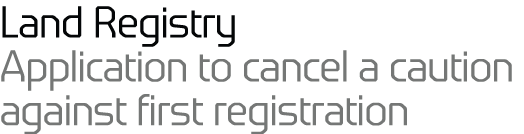 Land Registry
Application to cancel a caution
against first registration